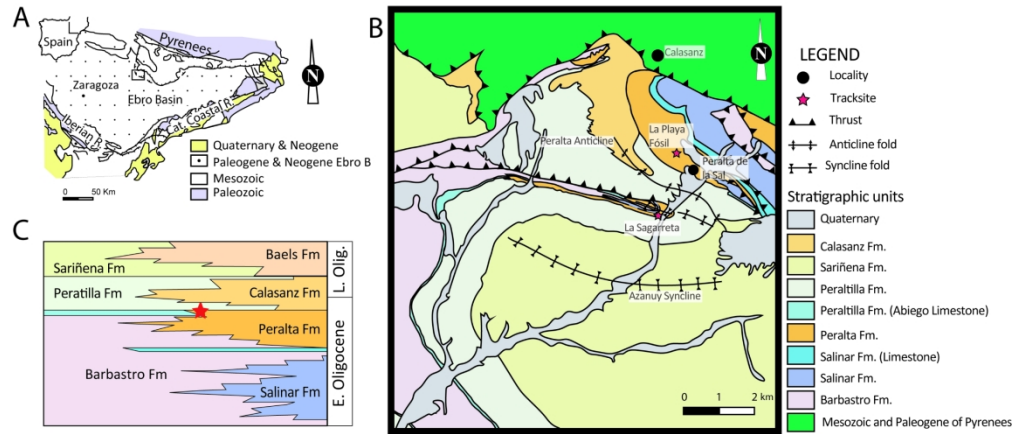 A
Spain
Pyrenees
N
Zaragoza
Ebro Basin
Iberian R.
Cat. Coastal R.
Quaternary & Neogene
Paleogene & Neogene Ebro B
Mesozoic
Paleozoic
0 50 Km
B
Calasanz
N
La Playa
Fósil
Peralta Anticline
Peralta de
la Sal
La Sagarreta
Azanuy Syncline
0 1 2 km
LEGEND
Locality
Tracksite
Thrust
Anticline fold
Syncline fold
Stratigraphic units
Quaternary
Calasanz Fm.
Sariñena Fm.
Peraltilla Fm.
Peraltilla Fm. (Abiego Limestone)
Peralta Fm.
Salinar Fm. (Limestone)
Salinar Fm.
Barbastro Fm.
Mesozoic and Paleogene of Pyrenees
C
Baels Fm
Sariñena Fm
Peratilla Fm
Calasanz Fm
Peralta Fm
Barbastro Fm
Salinar Fm
L. Olig.
E. Oligocene